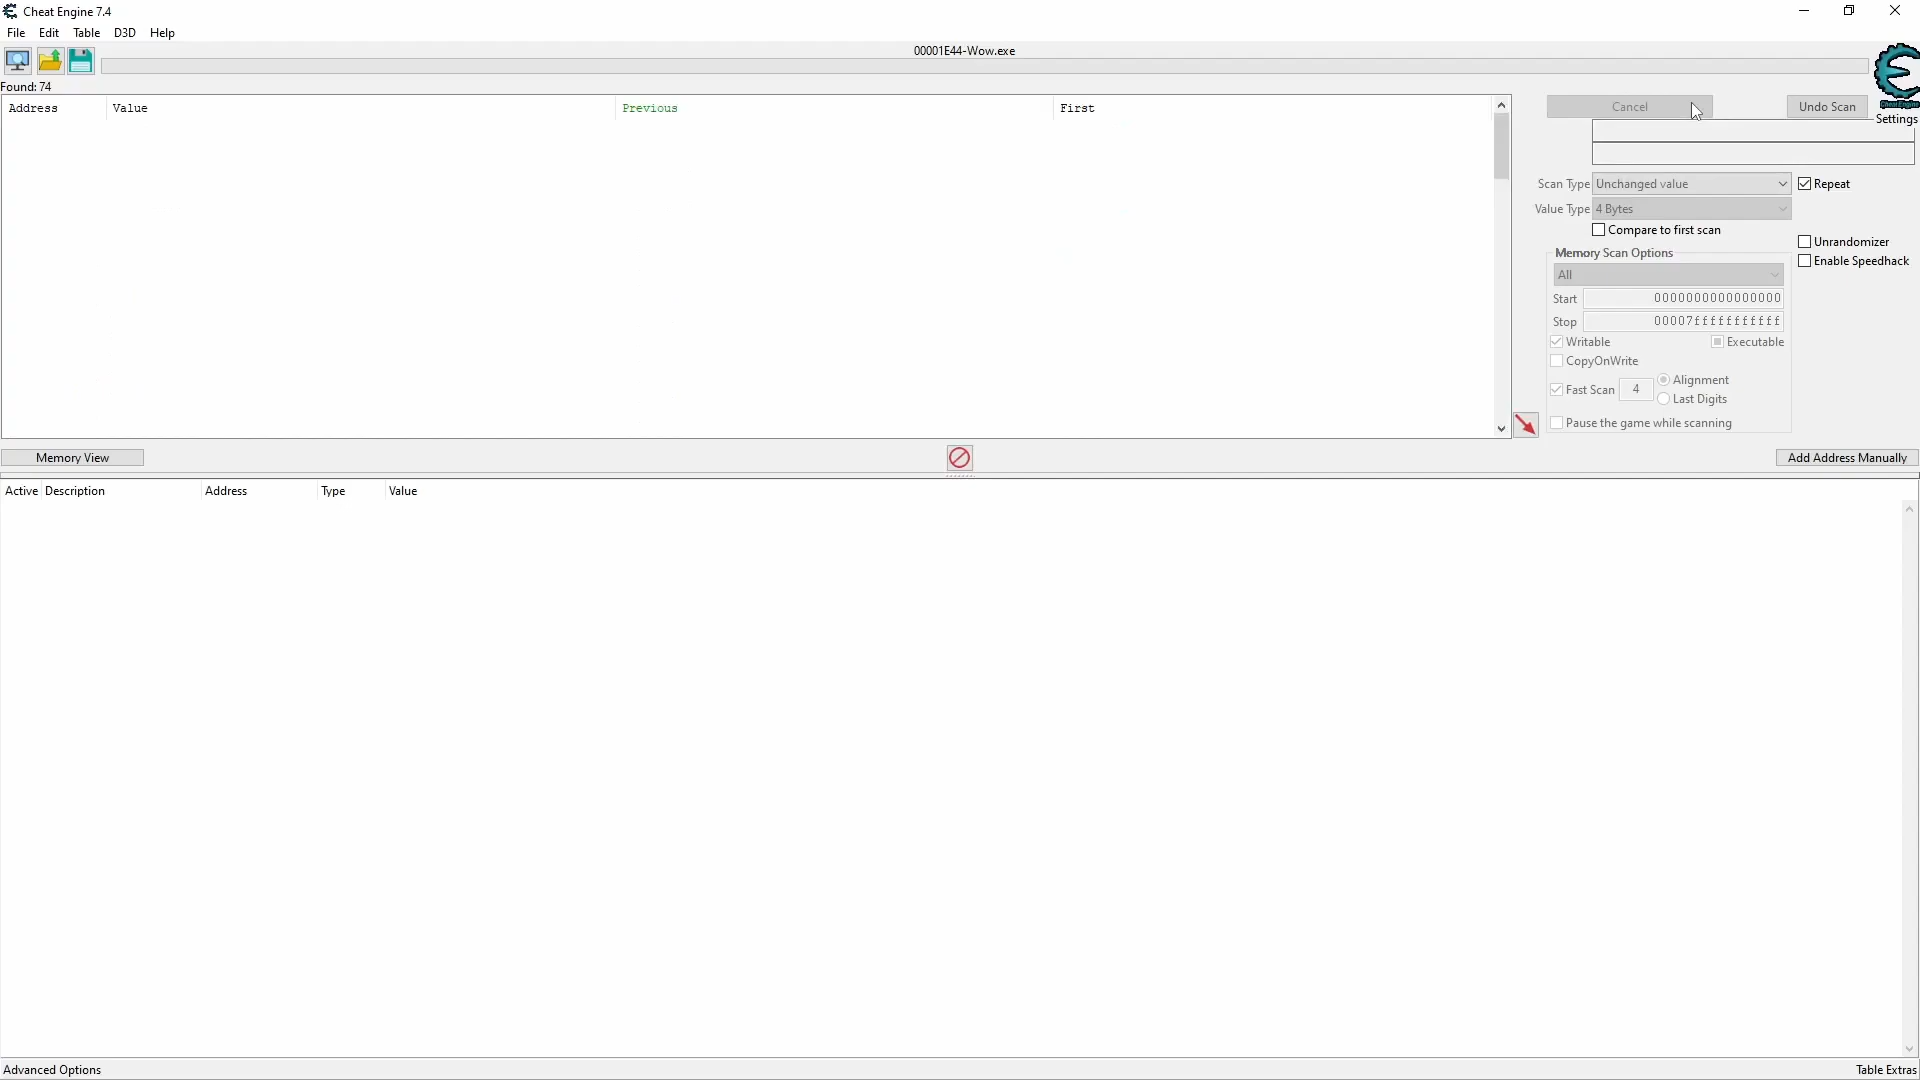 Cheat Engine 7.4
File Edit Table D3D Help
00001E44-Wow.exe
Found: 74
Address Value Previous First
Cancel Undo Scan
Cheat Engine
Settings
Scan Type Unchanged value Repeat
Value Type 4 Bytes
Compare to first scan
Unrandomizer
Memory Scan Options
Enable Speedhack
All
Start 0000000000000000
Stop 00007fffffffffff
Writable Executable
CopyOnWrite
Alignment
Fast Scan 4
Last Digits
Pause the game while scanning
Memory View Add Address Manually
Active Description Address Type Value
Advanced Options Table Extras